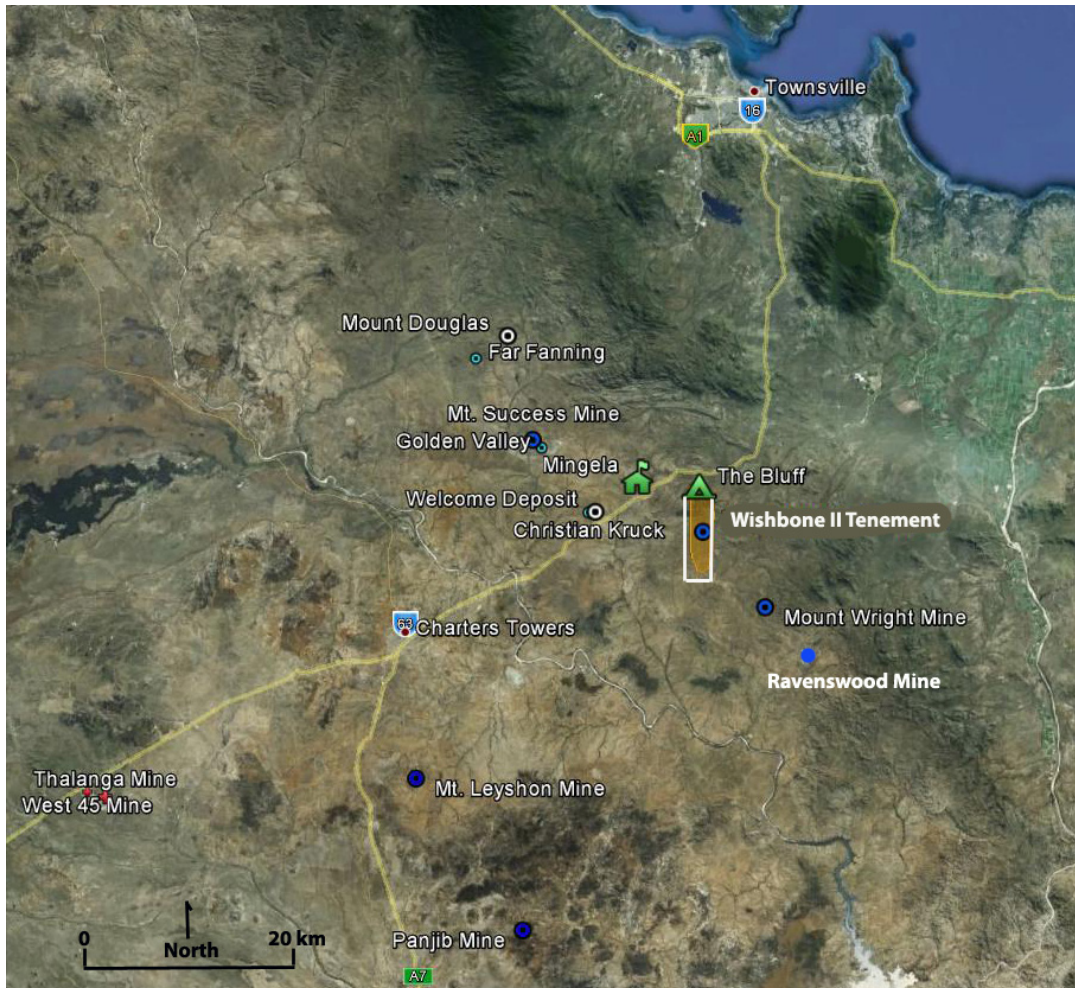 Townsville
16
A1
Mount Douglas
Far Fanning
Mt. Success Mine
Golden Valley
Mingela
The Bluff
Welcome Deposit
Christian Kruck
Wishbone II Tenement
Mount Wright Mine
63
Charters Towers
Ravenswood Mine
Thalanga Mine
West 45 Mine
Mt. Leyshon Mine
Panjib Mine
0
North
20 km
A7